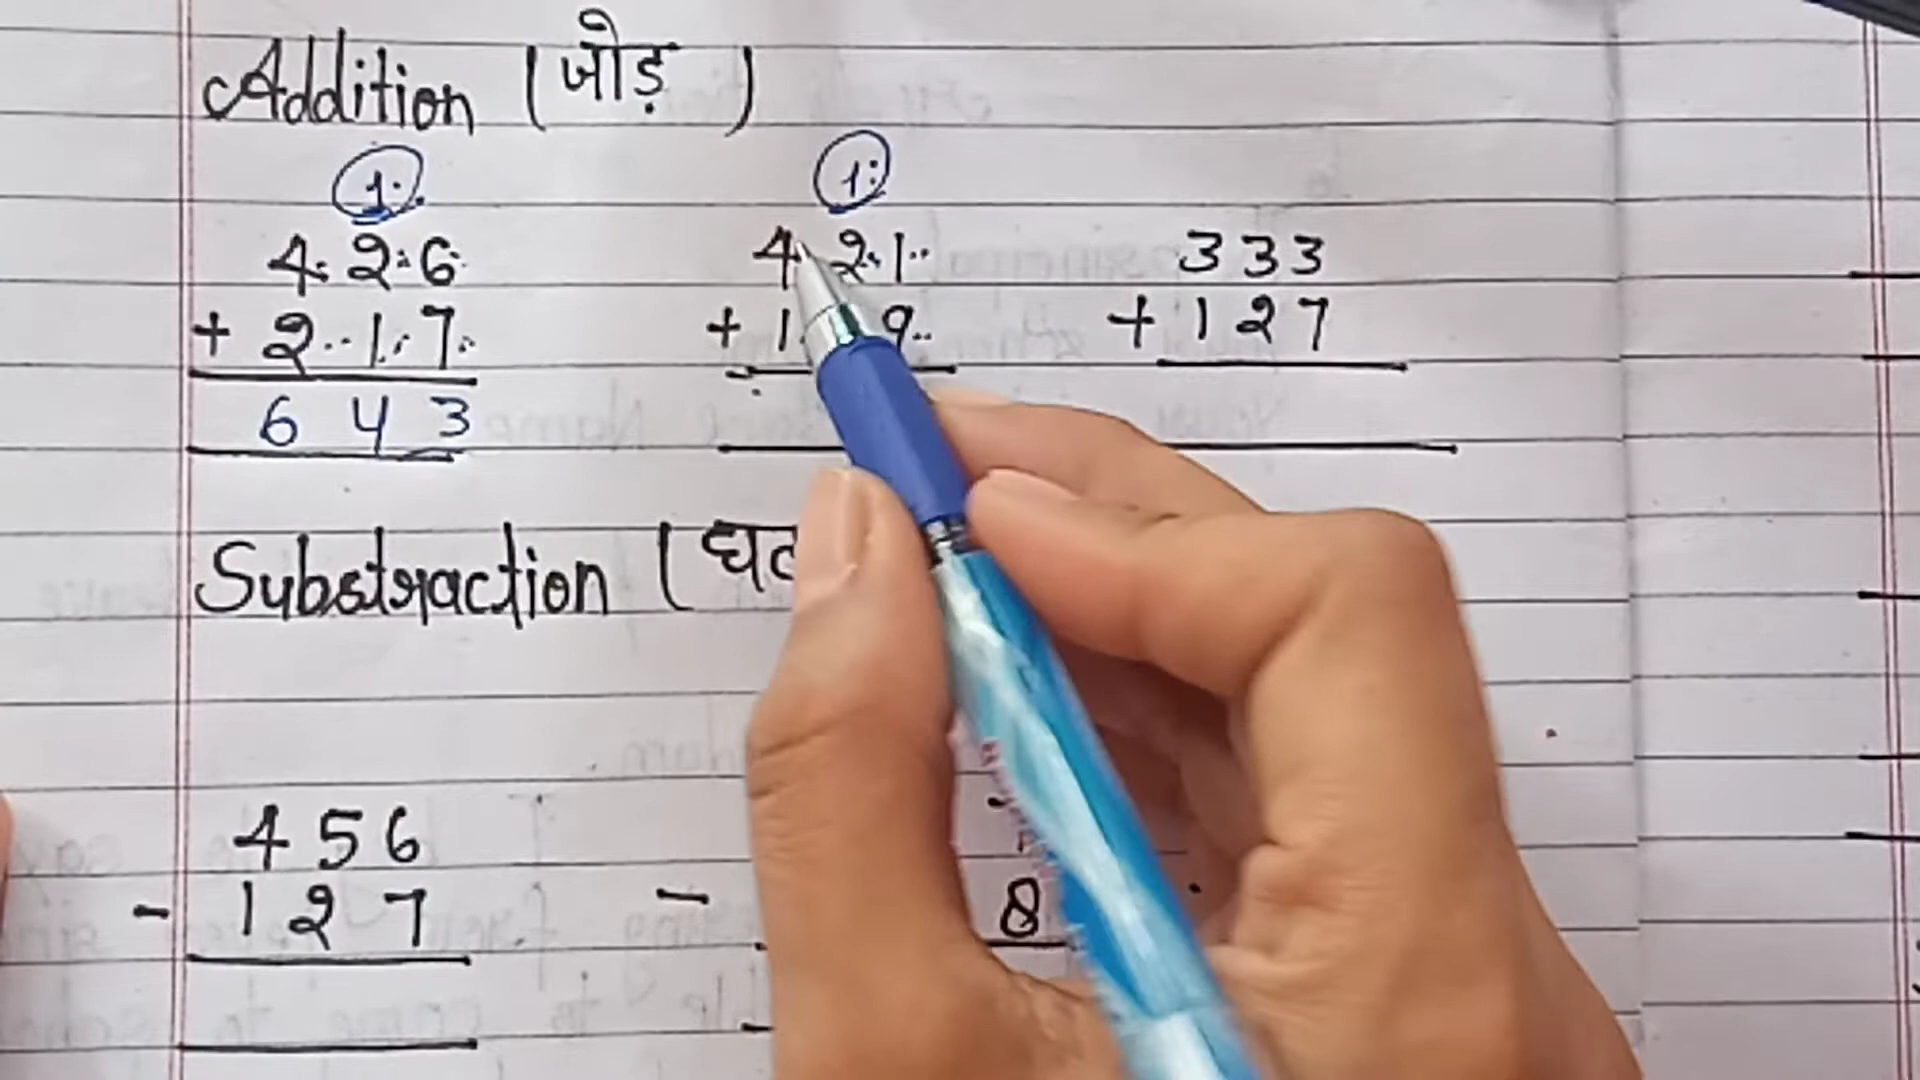 Addition (जोड़)
1 1
426 421 333
+ 217 + 1 9 + 127
643
Substraction (
456
- 127 - 8